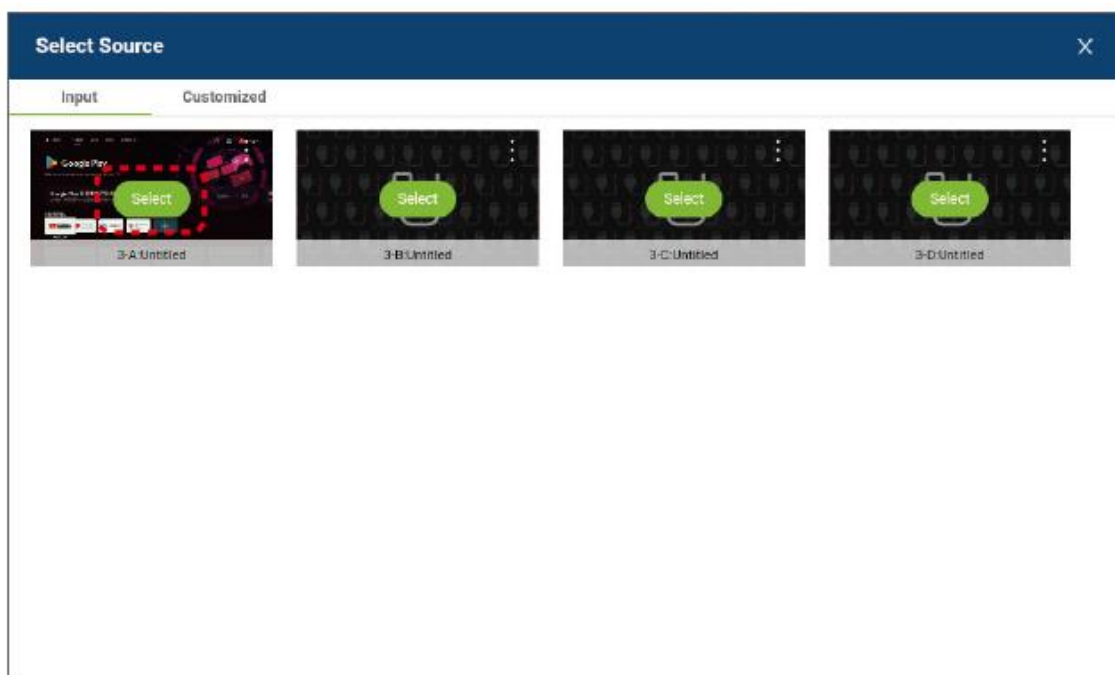 Select Source
X
Input
Customized
Google Play
Select
Select
Select
Select
3-A:Untitled
3-B:Untitled
3-C:Untitled
3-D:Untitled